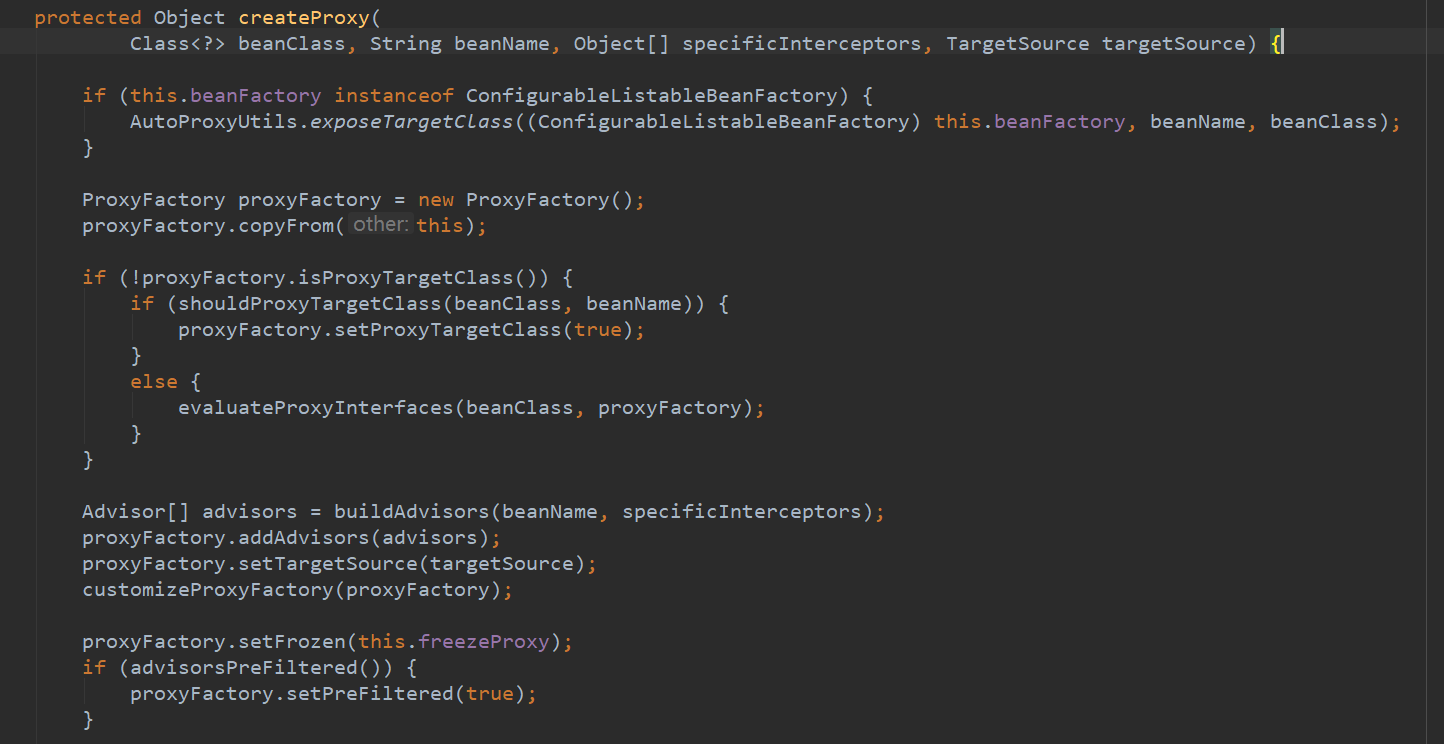 protected Object createProxy(
Class<?> beanClass, String beanName, Object[] specificInterceptors, TargetSource targetSource) {
if (this.beanFactory instanceof ConfigurableListableBeanFactory) {
AutoProxyUtils.exposeTargetClass((ConfigurableListableBeanFactory) this.beanFactory, beanName, beanClass);
}
ProxyFactory proxyFactory = new ProxyFactory();
proxyFactory.copyFrom( other: this);
if (!proxyFactory.isProxyTargetClass()) {
if (shouldProxyTargetClass(beanClass, beanName)) {
proxyFactory.setProxyTargetClass(true);
}
else {
evaluateProxyInterfaces(beanClass, proxyFactory);
}
}
Advisor[] advisors = buildAdvisors(beanName, specificInterceptors);
proxyFactory.addAdvisors(advisors);
proxyFactory.setTargetSource(targetSource);
customizeProxyFactory(proxyFactory);
proxyFactory.setFrozen(this.freezeProxy);
if (advisorsPreFiltered()) {
proxyFactory.setPreFiltered(true);
}